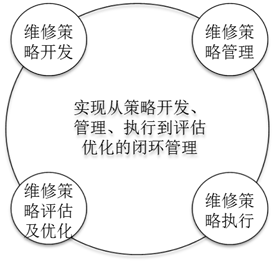 维修策
略开发
维修策
略管理
实现从策略开发、
管理、执行到评估
优化的闭环管理
维修策
略评估
及优化
维修策
略执行